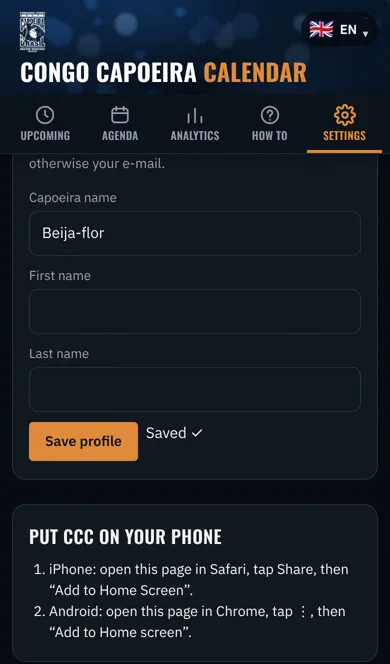 BRASIL
🇬🇧 EN ▾
CONGO CAPOEIRA CALENDAR
UPCOMING
AGENDA
ANALYTICS
HOW TO
SETTINGS
otherwise your e-mail.
Capoeira name
Beija-flor
First name
Last name
Save profile
Saved ✓
PUT CCC ON YOUR PHONE
1. iPhone: open this page in Safari, tap Share, then
“Add to Home Screen”.
2. Android: open this page in Chrome, tap ⋮, then
“Add to Home screen”.